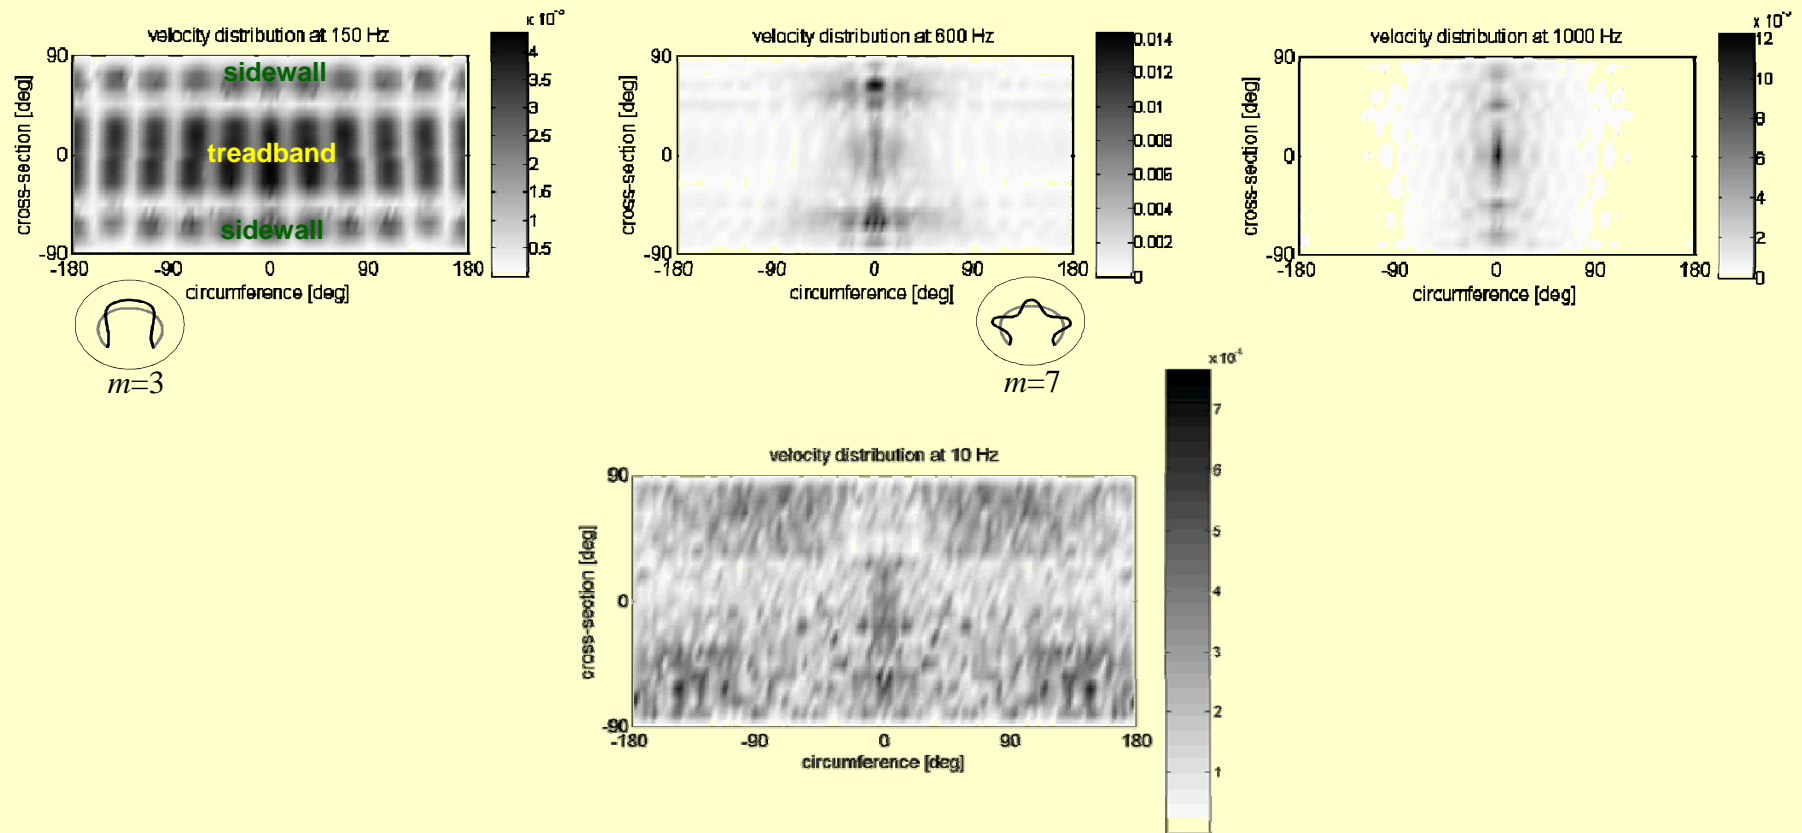 velocity distribution at 150 Hz
90
0
-90
cross-section [deg]
sidewall
treadband
sidewall
-180 -90 0 90 180
circumference [deg]
4
3.5
3
2.5
2
1.5
1
0.5
m=3
velocity distribution at 600 Hz
90
0
-90
cross-section [deg]
-180 -90 0 90 180
circumference [deg]
0.014
0.012
0.01
0.008
0.006
0.004
0.002
0
m=7
velocity distribution at 1000 Hz
90
0
-90
cross-section [deg]
-180 -90 0 90 180
circumference [deg]
12
10
8
6
4
2
0
velocity distribution at 10 Hz
90
0
-90
cross-section [deg]
-180 -90 0 90 180
circumference [deg]
7
6
5
4
3
2
1